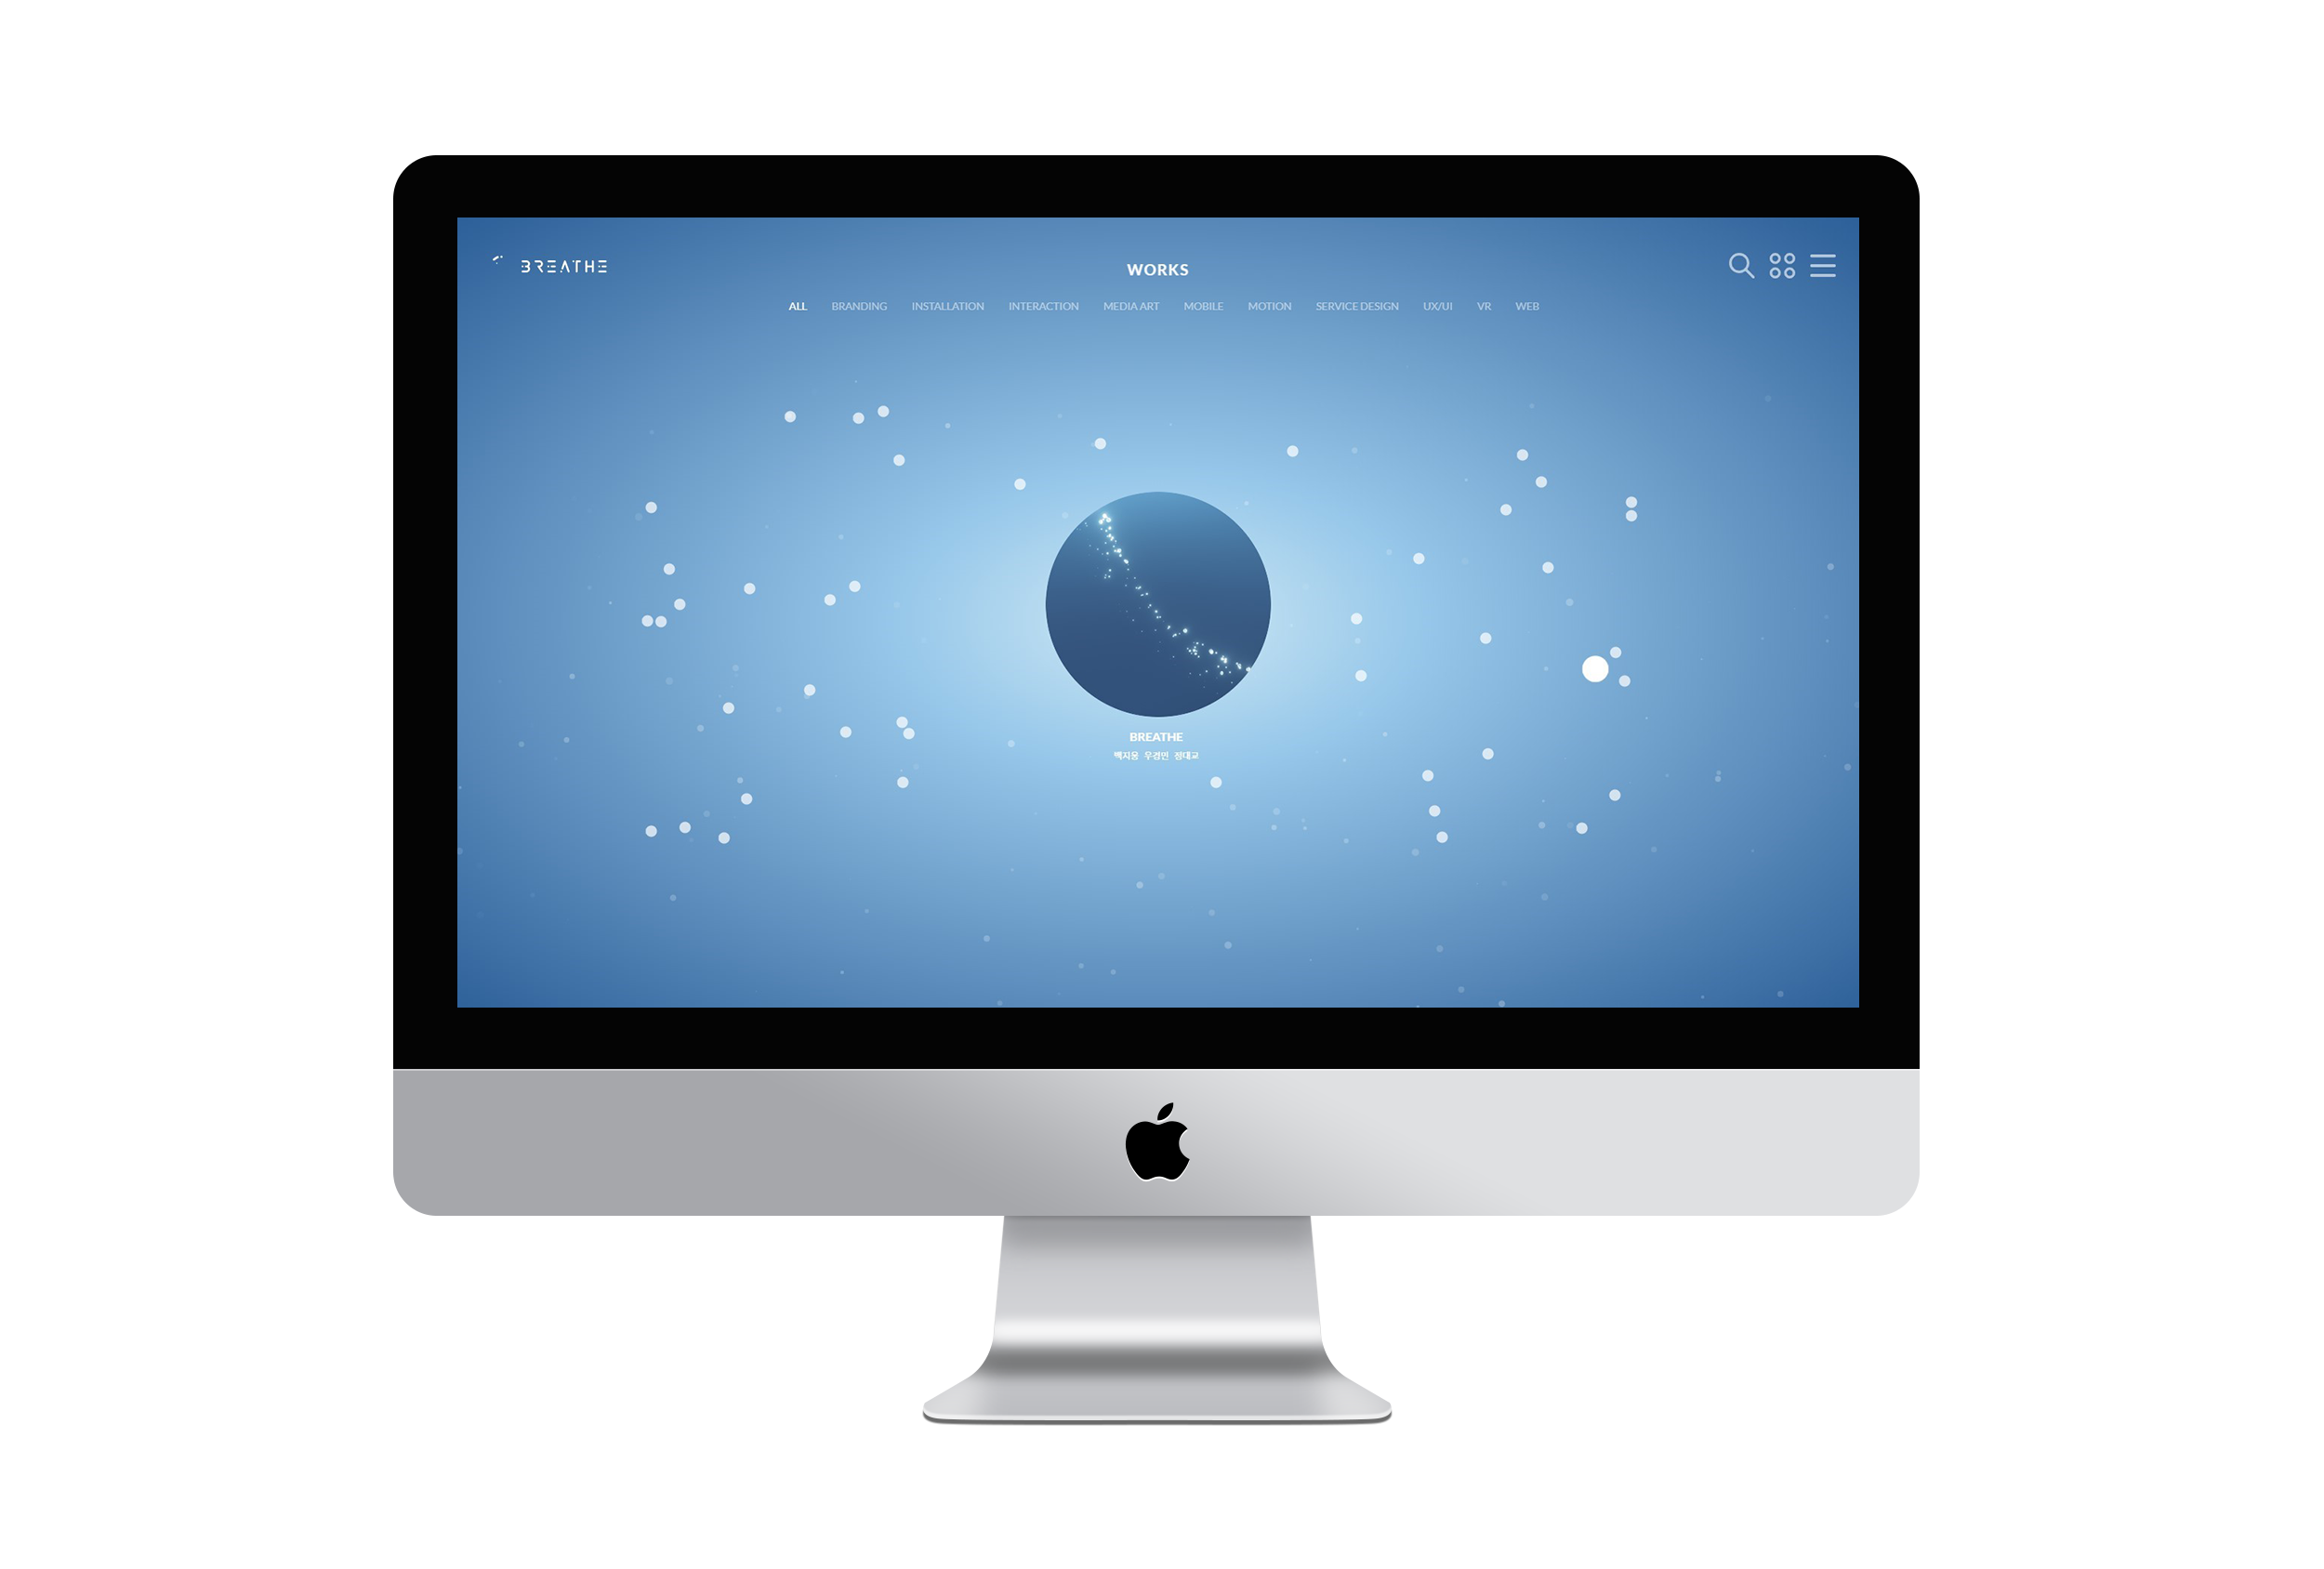 BREATHE
WORKS
ALL BRANDING INSTALLATION INTERACTION MEDIA ART MOBILE MOTION SERVICE DESIGN UX/UI VR WEB
BREATHE
백지웅 우경민 정대교